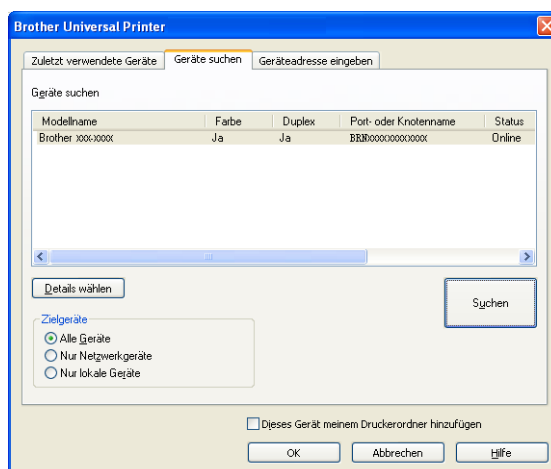 Brother Universal Printer
Zuletzt verwendete Geräte Geräte suchen Geräteadresse eingeben
Geräte suchen
Modellname Farbe Duplex Port- oder Knotenname Status
Brother xxx-xxxx Ja Ja BRNxxxxxxxxxxxx Online
Details wählen
Suchen
Zielgeräte
Alle Geräte
Nur Netzwerkgeräte
Nur lokale Geräte
Dieses Gerät meinem Druckerordner hinzufügen
OK Abbrechen Hilfe